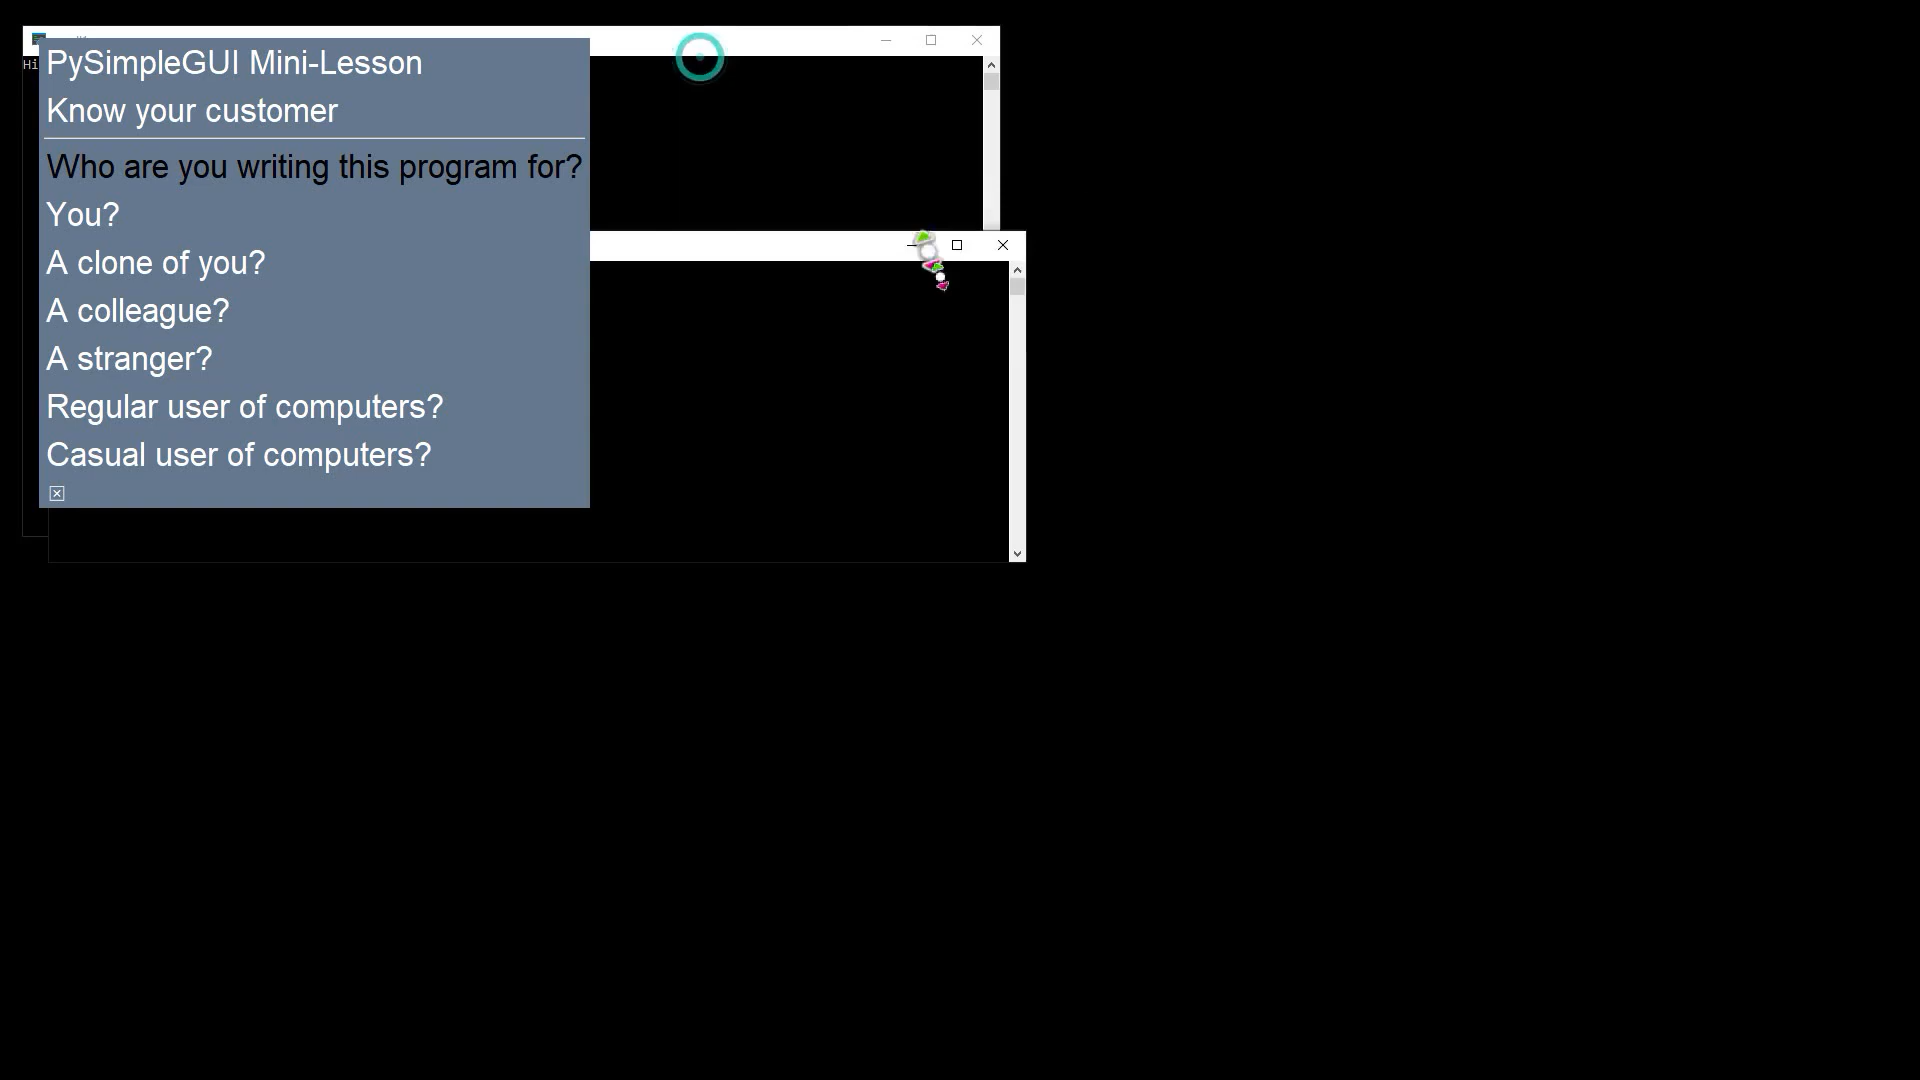 Hi
PySimpleGUI Mini-Lesson
Know your customer
Who are you writing this program for?
You?
A clone of you?
A colleague?
A stranger?
Regular user of computers?
Casual user of computers?